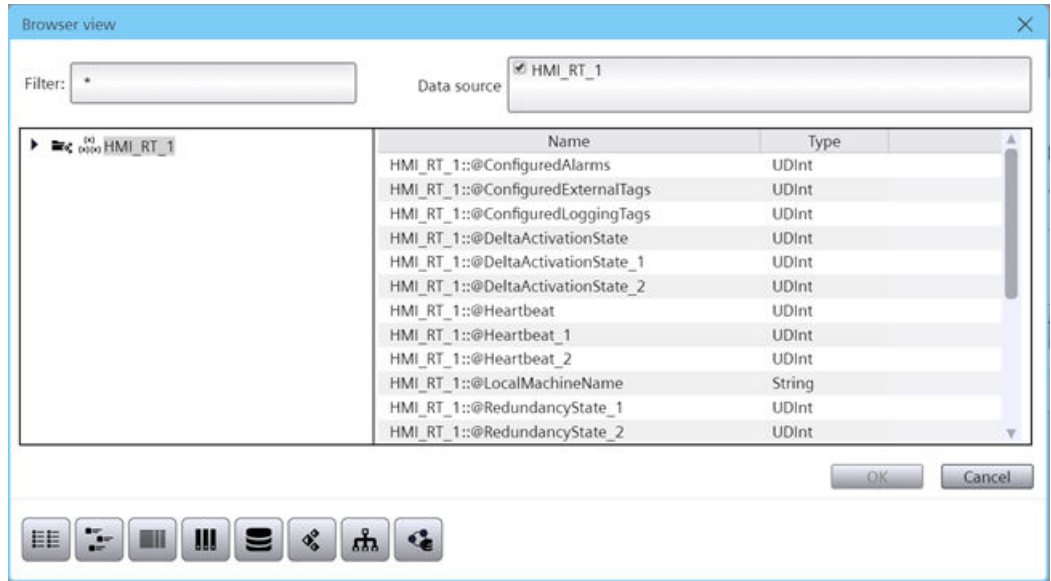 Browser view
Filter: *
Data source HMI_RT_1
HMI_RT_1
Name Type
HMI_RT_1::@ConfiguredAlarms UDInt
HMI_RT_1::@ConfiguredExternalTags UDInt
HMI_RT_1::@ConfiguredLoggingTags UDInt
HMI_RT_1::@DeltaActivationState UDInt
HMI_RT_1::@DeltaActivationState_1 UDInt
HMI_RT_1::@DeltaActivationState_2 UDInt
HMI_RT_1::@Heartbeat UDInt
HMI_RT_1::@Heartbeat_1 UDInt
HMI_RT_1::@Heartbeat_2 UDInt
HMI_RT_1::@LocalMachineName String
HMI_RT_1::@RedundancyState_1 UDInt
HMI_RT_1::@RedundancyState_2 UDInt
OK Cancel